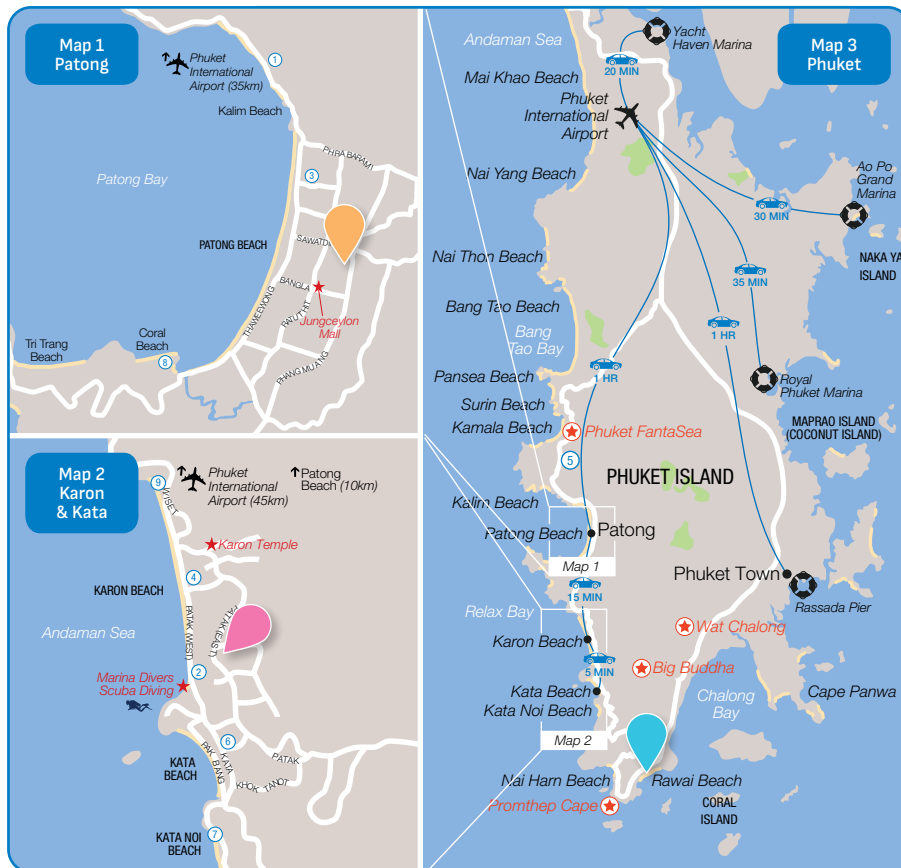 Map 1
Patong
Phuket
International
Airport (35km)
1
Kalim Beach
PHRA BARAMI
3
Patong Bay
PATONG BEACH
BANGLA
THAWEEWONG
Jungceylon
Mall
PHANG MUANG
Coral
Beach
Tri Trang
Beach
8
Map 2
Karon
& Kata
Phuket
International
Airport (45km)
Patong
Beach (10km)
9
Karon Temple
4
KARON BEACH
PATAK (WEST)
PATAK (EAST)
Andaman Sea
2
Marina Divers
Scuba Diving
6
KATA
BEACH
PAK BANG
KATA
PATAK
KHOK TANOT
KATA NOI
BEACH
7
Map 3
Phuket
Andaman Sea
Yacht
Haven Marina
20 MIN
Mai Khao Beach
Phuket
International
Airport
Nai Yang Beach
Ao Po
Grand
Marina
30 MIN
Nai Thon Beach
NAKA YA
ISLAND
35 MIN
Bang Tao Beach
Bang
Tao Bay
1 HR
1 HR
Pansea Beach
Royal
Phuket Marina
Surin Beach
Kamala Beach
Phuket FantaSea
MAPRAO ISLAND
(COCONUT ISLAND)
5
PHUKET ISLAND
Kalim Beach
Patong Beach
Patong
Map 1
Phuket Town
15 MIN
Rassada Pier
Relax Bay
Wat Chalong
Karon Beach
5 MIN
Big Buddha
Kata Beach
Kata Noi Beach
Chalong
Bay
Cape Panwa
Map 2
Nai Harn Beach
Rawai Beach
Promthep Cape
CORAL
ISLAND